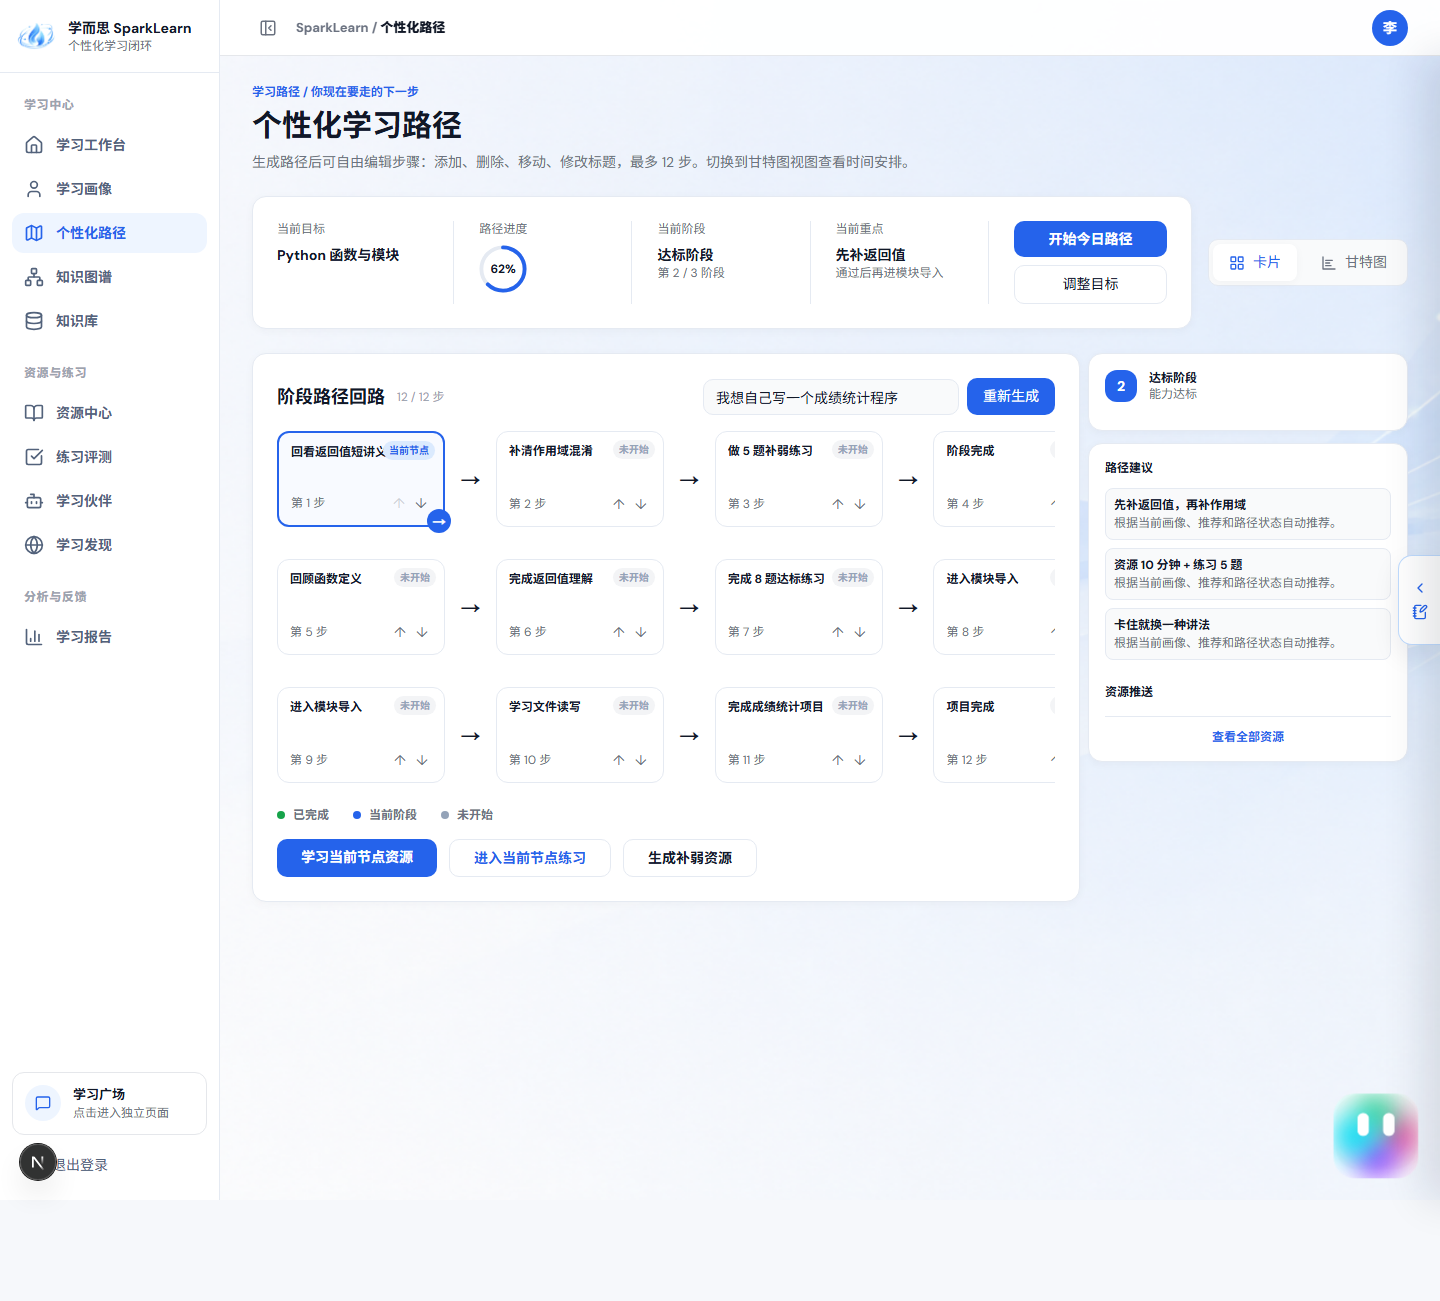 学而思 SparkLearn
个性化学习闭环
学习中心
学习工作台
学习画像
个性化路径
知识图谱
知识库
资源与练习
资源中心
练习评测
学习伙伴
学习发现
分析与反馈
学习报告
学习广场
点击进入独立页面
N
退出登录
SparkLearn / 个性化路径
李
学习路径 / 你现在要走的下一步
个性化学习路径
生成路径后可自由编辑步骤：添加、删除、移动、修改标题，最多 12 步。切换到甘特图视图查看时间安排。
当前目标
Python 函数与模块
路径进度
62%
当前阶段
达标阶段
第 2 / 3 阶段
当前重点
先补返回值
通过后再进模块导入
开始今日路径
调整目标
卡片
甘特图
阶段路径回路 12 / 12 步
我想自己写一个成绩统计程序
重新生成
回看返回值短讲义 当前节点
第 1 步 ↑ ↓
→
→
补清作用域混淆 未开始
第 2 步 ↑ ↓
→
做 5 题补弱练习 未开始
第 3 步 ↑ ↓
→
阶段完成
第 4 步
回顾函数定义 未开始
第 5 步 ↑ ↓
→
完成返回值理解 未开始
第 6 步 ↑ ↓
→
完成 8 题达标练习 未开始
第 7 步 ↑ ↓
→
进入模块导入
第 8 步
进入模块导入 未开始
第 9 步 ↑ ↓
→
学习文件读写 未开始
第 10 步 ↑ ↓
→
完成成绩统计项目 未开始
第 11 步 ↑ ↓
→
项目完成
第 12 步
已完成
当前阶段
未开始
学习当前节点资源
进入当前节点练习
生成补弱资源
2
达标阶段
能力达标
路径建议
先补返回值，再补作用域
根据当前画像、推荐和路径状态自动推荐。
资源 10 分钟 + 练习 5 题
根据当前画像、推荐和路径状态自动推荐。
卡住就换一种讲法
根据当前画像、推荐和路径状态自动推荐。
资源推送
查看全部资源